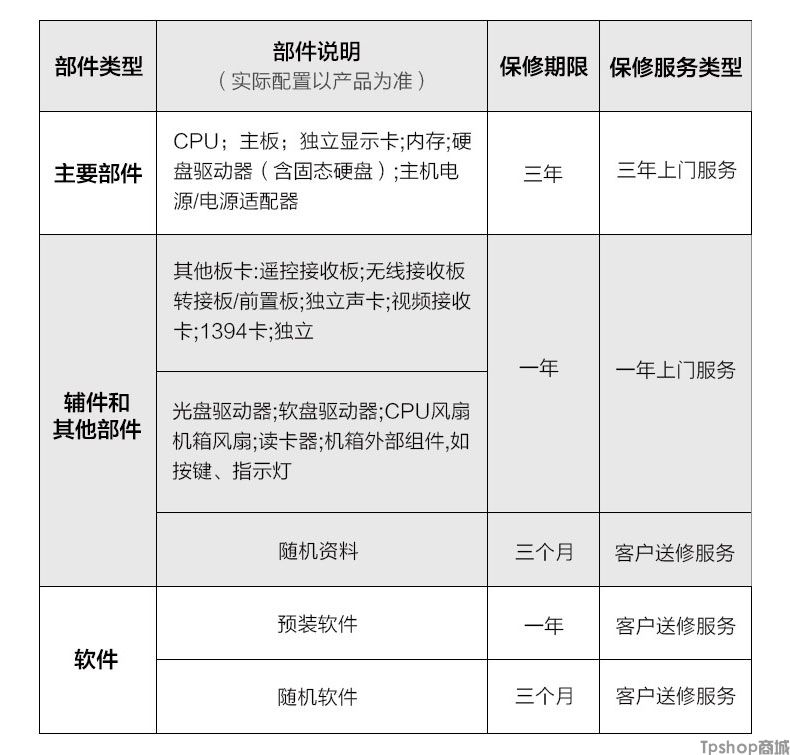 部件类型
部件说明
（实际配置以产品为准）
保修期限
保修服务类型
主要部件
CPU；主板；独立显示卡;内存;硬
盘驱动器（含固态硬盘）;主机电
源/电源适配器
三年
三年上门服务
辅件和
其他部件
其他板卡:遥控接收板;无线接收板
转接板/前置板;独立声卡;视频接收
卡;1394卡;独立
光盘驱动器;软盘驱动器;CPU风扇
机箱风扇;读卡器;机箱外部组件,如
按键、指示灯
一年
一年上门服务
随机资料
三个月
客户送修服务
软件
预装软件
一年
客户送修服务
随机软件
三个月
客户送修服务
Tpshop商城